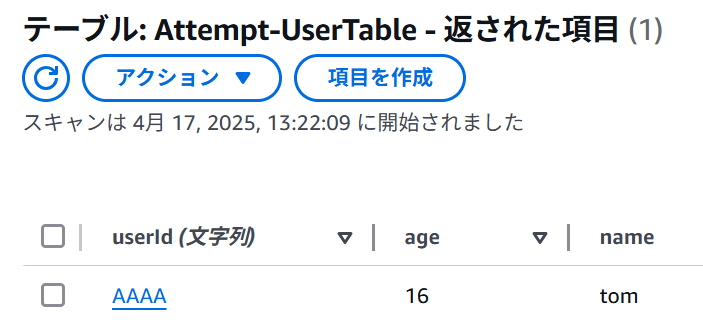 テーブル: Attempt-UserTable - 返された項目 (1)
アクション 項目を作成
スキャンは 4月 17, 2025, 13:22:09 に開始されました
userId (文字列) age name
AAAA 16 tom